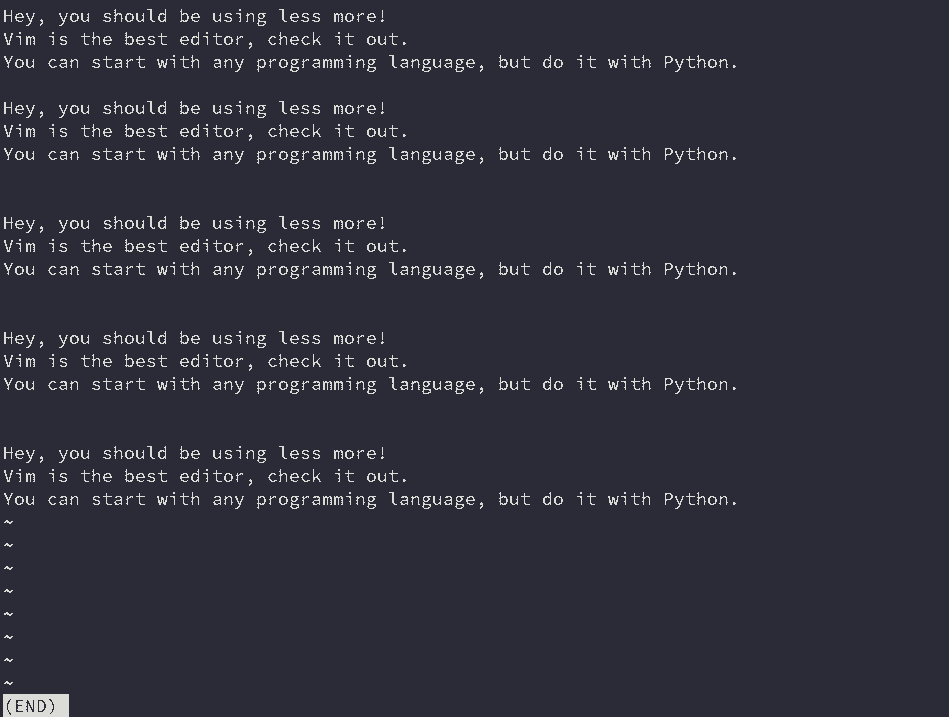 Hey, you should be using less more!
Vim is the best editor, check it out.
You can start with any programming language, but do it with Python.

Hey, you should be using less more!
Vim is the best editor, check it out.
You can start with any programming language, but do it with Python.


Hey, you should be using less more!
Vim is the best editor, check it out.
You can start with any programming language, but do it with Python.


Hey, you should be using less more!
Vim is the best editor, check it out.
You can start with any programming language, but do it with Python.


Hey, you should be using less more!
Vim is the best editor, check it out.
You can start with any programming language, but do it with Python.
~
~
~
~
~
~
~
~
(END)